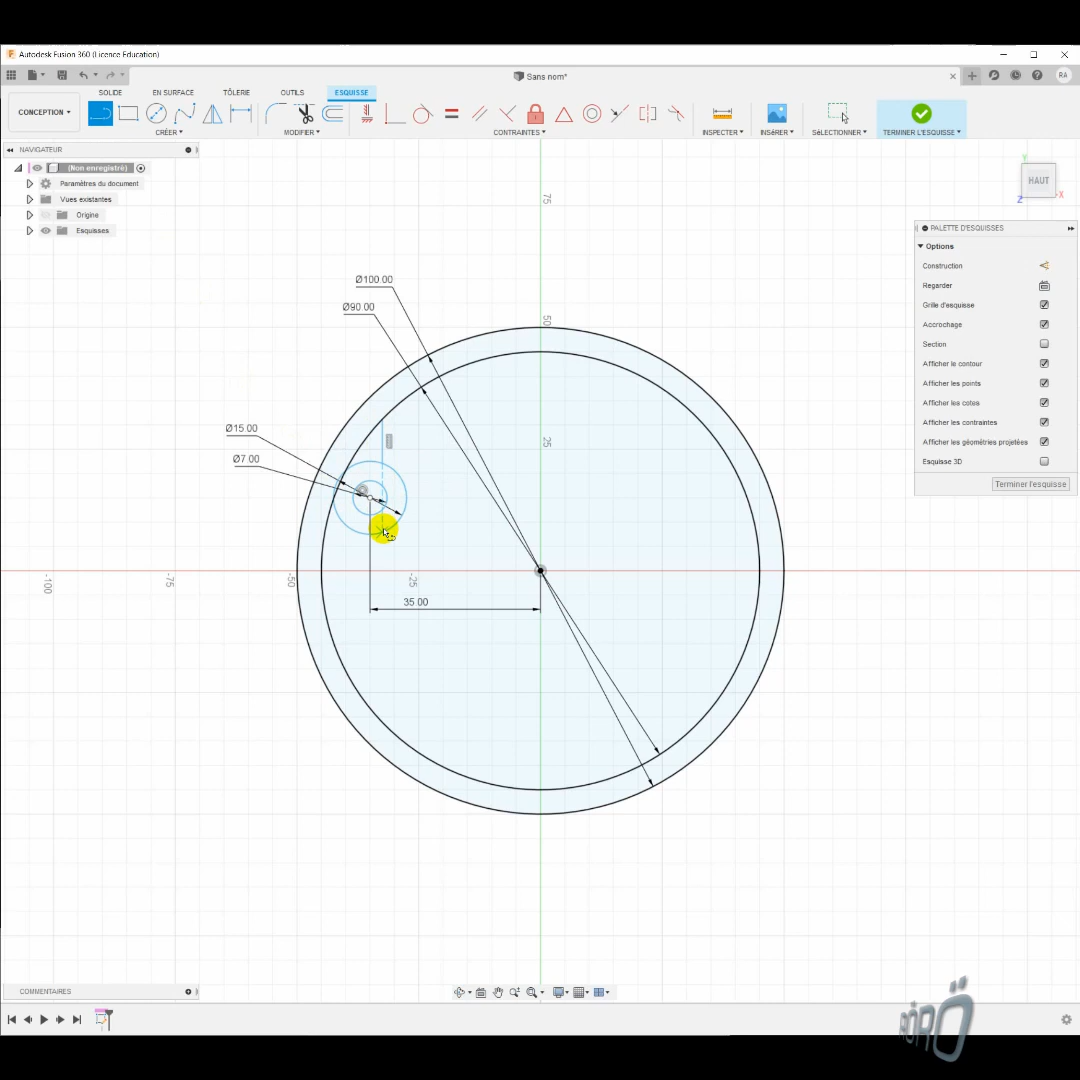 Autodesk Fusion 360 (Licence Education)
Sans nom*
RA
SOLIDE EN SURFACE TÔLERIE OUTILS ESQUISSE
CONCEPTION
CRÉER MODIFIER CONTRAINTES INSPECTER INSÉRER SÉLECTIONNER TERMINER L'ESQUISSE
NAVIGATEUR
(Non enregistré)
Paramètres du document
Vues existantes
Origine
Esquisses
Y
HAUT
Z
X
PALETTE D'ESQUISSES
Options
Construction
Regarder
Grille d'esquisse
Accrochage
Section
Afficher le contour
Afficher les points
Afficher les cotes
Afficher les contraintes
Afficher les géométries projetées
Esquisse 3D
Terminer l'esquisse
75
50
25
Ø100.00
Ø90.00
Ø15.00
Ø7.00
-100
-75
-50
-25
35.00
COMMENTAIRES
RÖRÖ